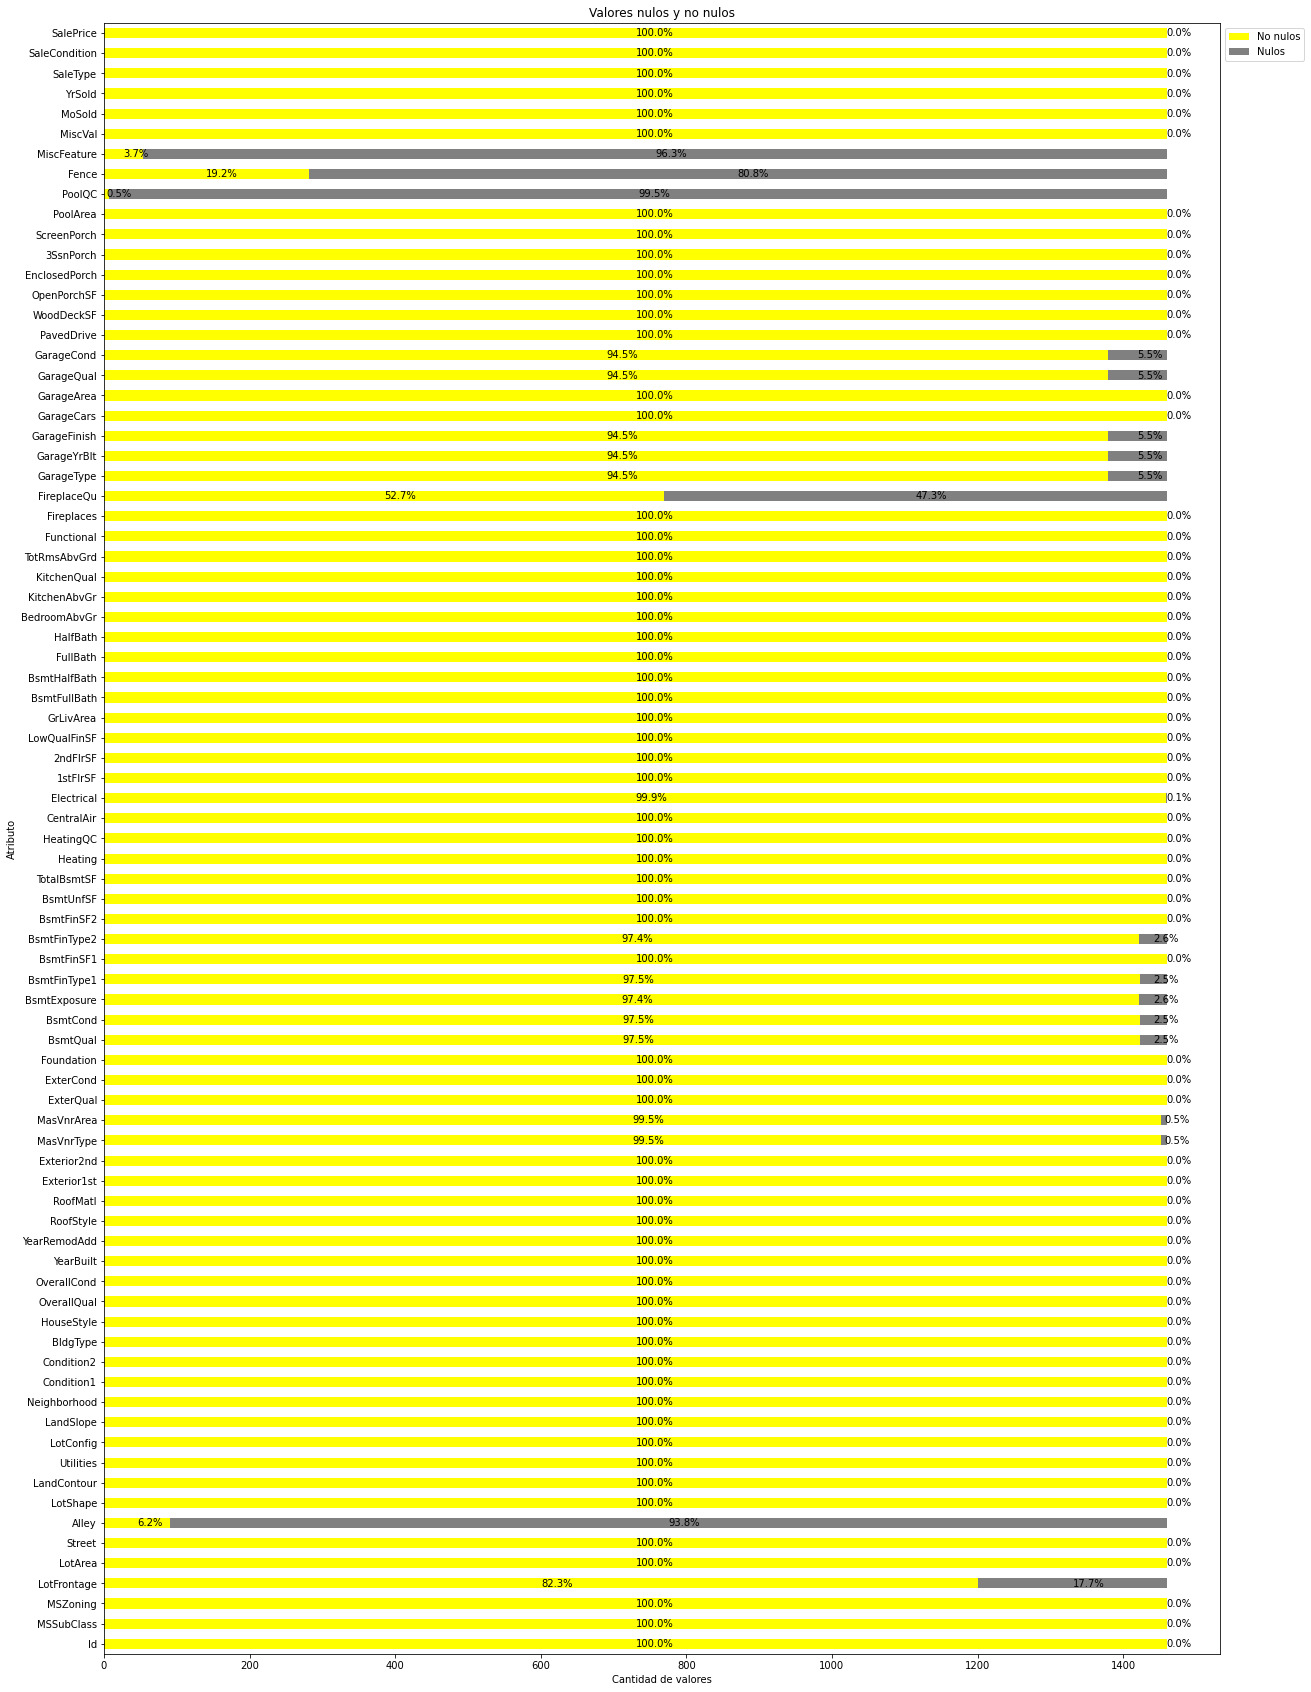 Valores nulos y no nulos
No nulos
Nulos
SalePrice 100.0% 0.0%
SaleCondition 100.0% 0.0%
SaleType 100.0% 0.0%
YrSold 100.0% 0.0%
MoSold 100.0% 0.0%
MiscVal 100.0% 0.0%
MiscFeature 3.7% 96.3%
Fence 19.2% 80.8%
PoolQC 0.5% 99.5%
PoolArea 100.0% 0.0%
ScreenPorch 100.0% 0.0%
3SsnPorch 100.0% 0.0%
EnclosedPorch 100.0% 0.0%
OpenPorchSF 100.0% 0.0%
WoodDeckSF 100.0% 0.0%
PavedDrive 100.0% 0.0%
GarageCond 94.5% 5.5%
GarageQual 94.5% 5.5%
GarageArea 100.0% 0.0%
GarageCars 100.0% 0.0%
GarageFinish 94.5% 5.5%
GarageYrBlt 94.5% 5.5%
GarageType 94.5% 5.5%
FireplaceQu 52.7% 47.3%
Fireplaces 100.0% 0.0%
Functional 100.0% 0.0%
TotRmsAbvGrd 100.0% 0.0%
KitchenQual 100.0% 0.0%
KitchenAbvGr 100.0% 0.0%
BedroomAbvGr 100.0% 0.0%
HalfBath 100.0% 0.0%
FullBath 100.0% 0.0%
BsmtHalfBath 100.0% 0.0%
BsmtFullBath 100.0% 0.0%
GrLivArea 100.0% 0.0%
LowQualFinSF 100.0% 0.0%
2ndFlrSF 100.0% 0.0%
1stFlrSF 100.0% 0.0%
Electrical 99.9% 0.1%
CentralAir 100.0% 0.0%
HeatingQC 100.0% 0.0%
Heating 100.0% 0.0%
TotalBsmtSF 100.0% 0.0%
BsmtUnfSF 100.0% 0.0%
BsmtFinSF2 100.0% 0.0%
BsmtFinType2 97.4% 2.6%
BsmtFinSF1 100.0% 0.0%
BsmtFinType1 97.5% 2.5%
BsmtExposure 97.4% 2.6%
BsmtCond 97.5% 2.5%
BsmtQual 97.5% 2.5%
Foundation 100.0% 0.0%
ExterCond 100.0% 0.0%
ExterQual 100.0% 0.0%
MasVnrArea 99.5% 0.5%
MasVnrType 99.5% 0.5%
Exterior2nd 100.0% 0.0%
Exterior1st 100.0% 0.0%
RoofMatl 100.0% 0.0%
RoofStyle 100.0% 0.0%
YearRemodAdd 100.0% 0.0%
YearBuilt 100.0% 0.0%
OverallCond 100.0% 0.0%
OverallQual 100.0% 0.0%
HouseStyle 100.0% 0.0%
BldgType 100.0% 0.0%
Condition2 100.0% 0.0%
Condition1 100.0% 0.0%
Neighborhood 100.0% 0.0%
LandSlope 100.0% 0.0%
LotConfig 100.0% 0.0%
Utilities 100.0% 0.0%
LandContour 100.0% 0.0%
LotShape 100.0% 0.0%
Alley 6.2% 93.8%
Street 100.0% 0.0%
LotArea 100.0% 0.0%
LotFrontage 82.3% 17.7%
MSZoning 100.0% 0.0%
MSSubClass 100.0% 0.0%
Id 100.0% 0.0%
Atributo
0 200 400 600 800 1000 1200 1400
Cantidad de valores